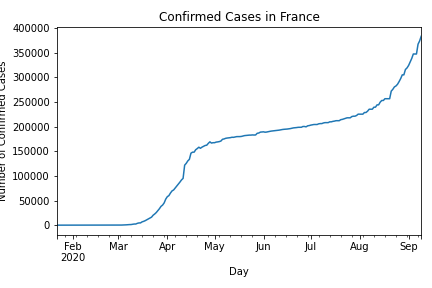 Confirmed Cases in France
Number of Confirmed Cases
400000
350000
300000
250000
200000
150000
100000
50000
0
Feb Mar Apr May Jun Jul Aug Sep
2020
Day